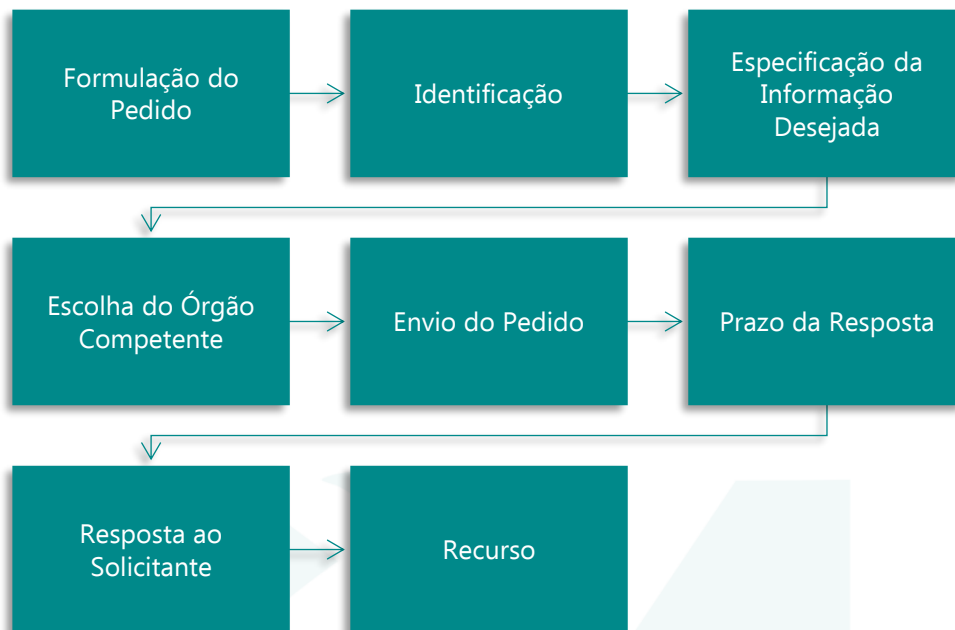 Formulação do
Pedido
Identificação
Especificação da
Informação
Desejada
Escolha do Órgão
Competente
Envio do Pedido
Prazo da Resposta
Resposta ao
Solicitante
Recurso